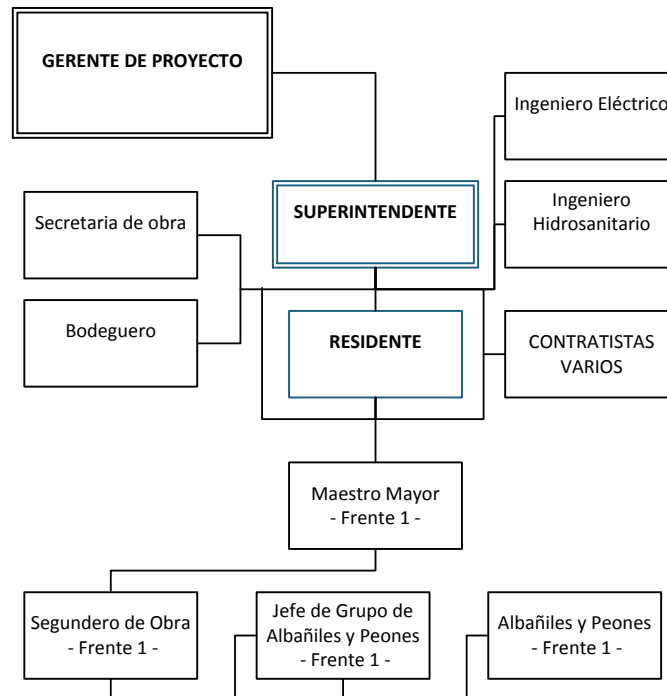 GERENTE DE PROYECTO
Ingeniero Eléctrico
SUPERINTENDENTE
Ingeniero
Hidrosanitario
Secretaria de obra
Bodeguero
RESIDENTE
CONTRATISTAS
VARIOS
Maestro Mayor
- Frente 1 -
Segundero de Obra
- Frente 1 -
Jefe de Grupo de
Albañiles y Peones
- Frente 1 -
Albañiles y Peones
- Frente 1 -